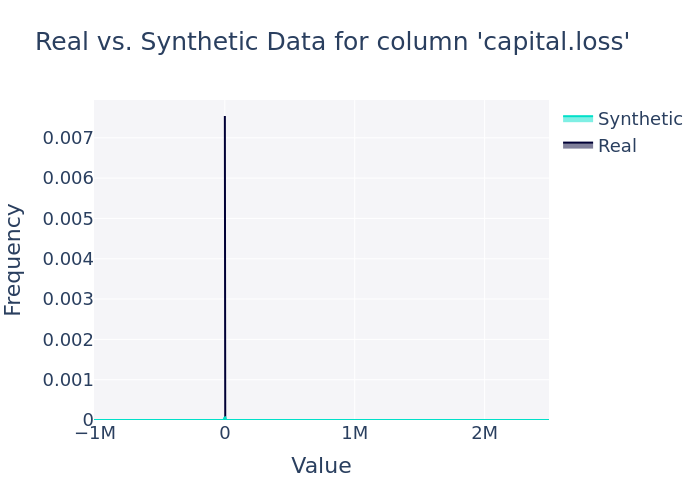 Real vs. Synthetic Data for column 'capital.loss'
Synthetic
Real
Frequency
0.007
0.006
0.005
0.004
0.003
0.002
0.001
0
−1M
0
1M
2M
Value